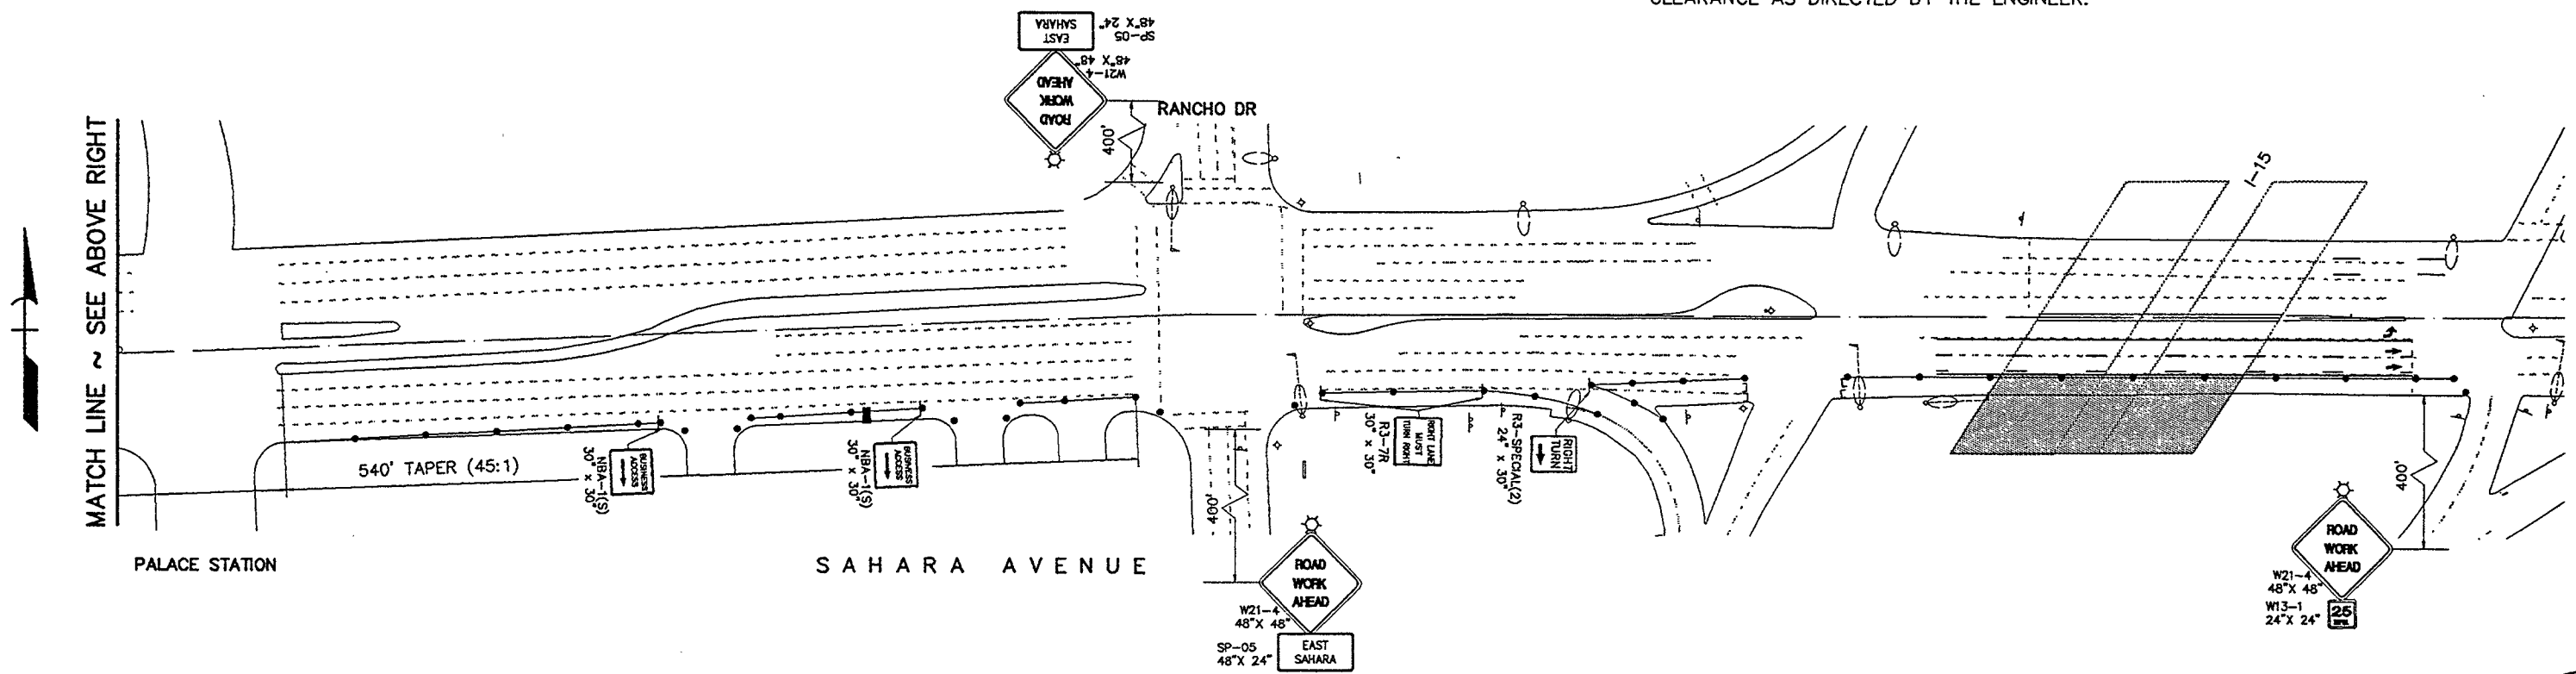 CLEARANCE AS DIRECTED BY THE ENGINEER.
EAST
SAHARA
SP-05
48"X 24"
W21-4
48"X 48"
ROAD
WORK
AHEAD
RANCHO DR
400'
I-15
MATCH LINE ~ SEE ABOVE RIGHT
540' TAPER (45:1)
BUSINESS
ACCESS
NBA-1(S)
30" x 30"
BUSINESS
ACCESS
NBA-1(S)
30" x 30"
RIGHT LANE
MUST
TURN RIGHT
R3-7R
30" x 30"
RIGHT
TURN
R3-SPECIAL(2)
24" x 30"
400'
400'
PALACE STATION
SAHARA AVENUE
ROAD
WORK
AHEAD
W21-4
48"X 48"
SP-05
48"X 24"
EAST
SAHARA
ROAD
WORK
AHEAD
W21-4
48"X 48"
W13-1
24"X 24"
25